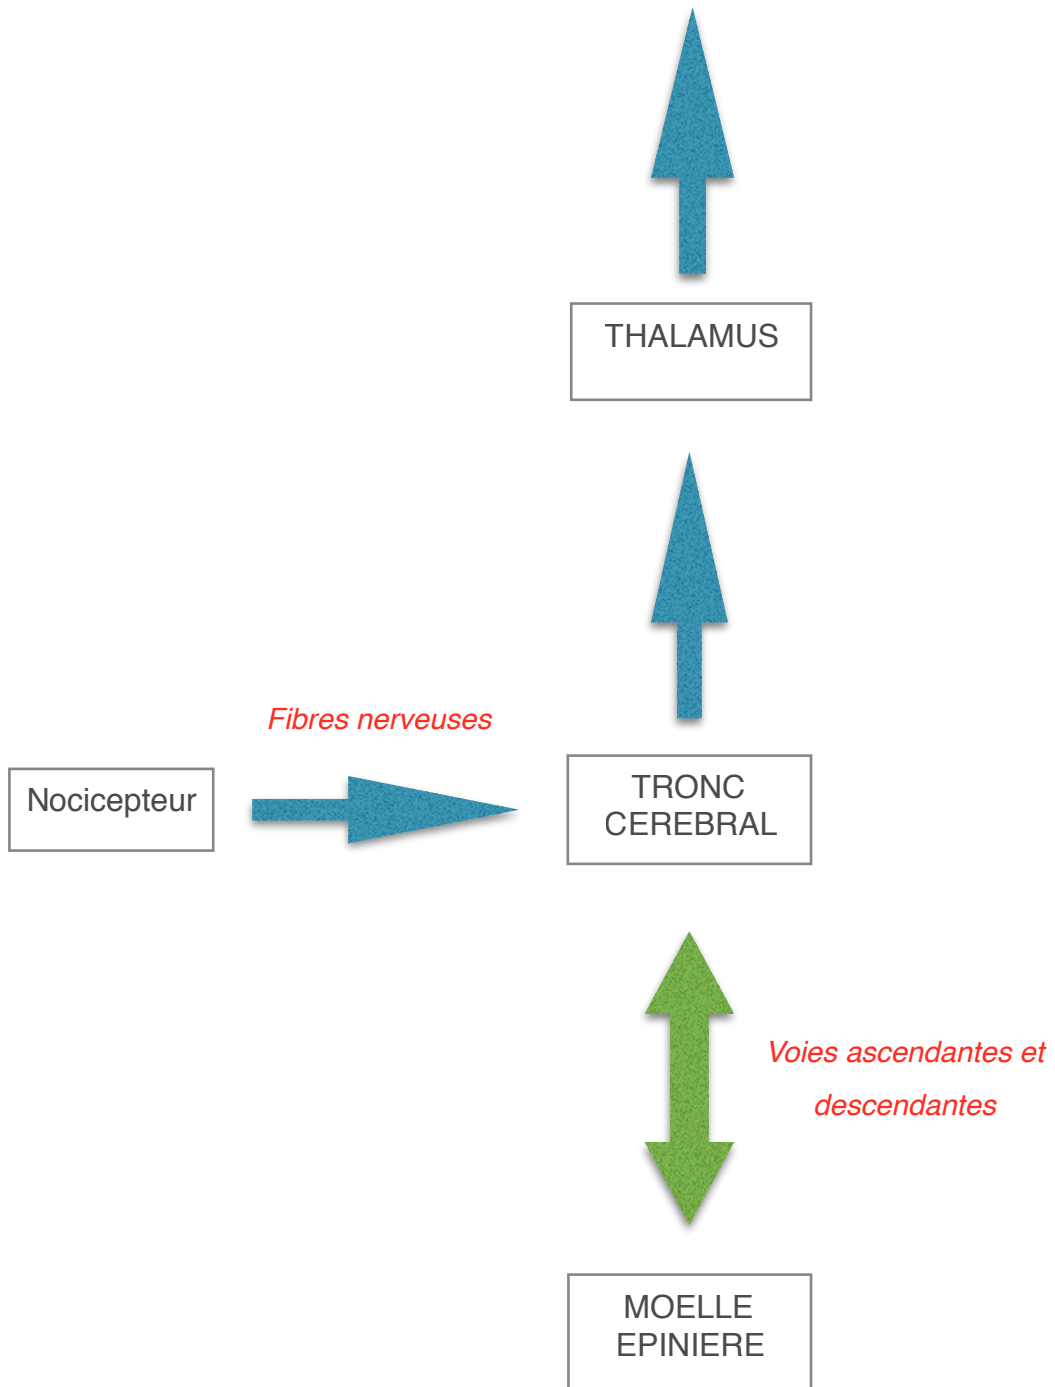 THALAMUS
Fibres nerveuses
Nocicepteur
TRONC
CEREBRAL
Voies ascendantes et
descendantes
MOELLE
EPINIERE